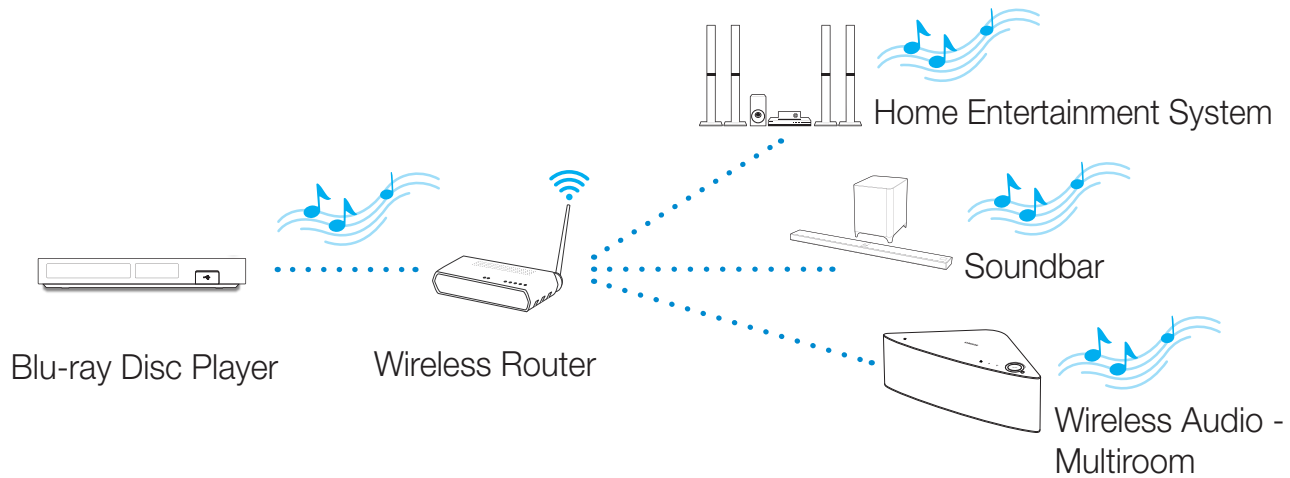 Home Entertainment System
Soundbar
Blu-ray Disc Player
Wireless Router
Wireless Audio -
Multiroom